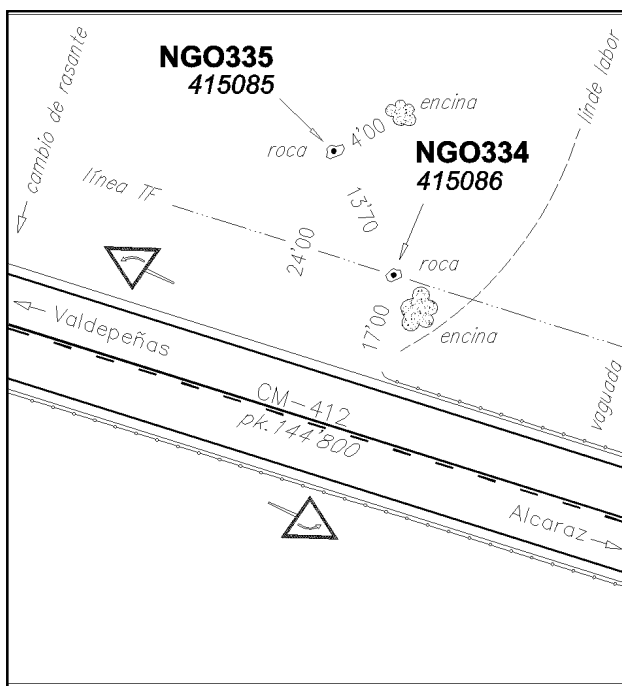 NGO335
415085
encina
linde labor
cambio de rasante
roca
4'00
NGO334
415086
línea TF
13'70
24'00
roca
17'00
encina
Valdepeñas
vaguada
CM-412
pk.144'800
Alcaraz